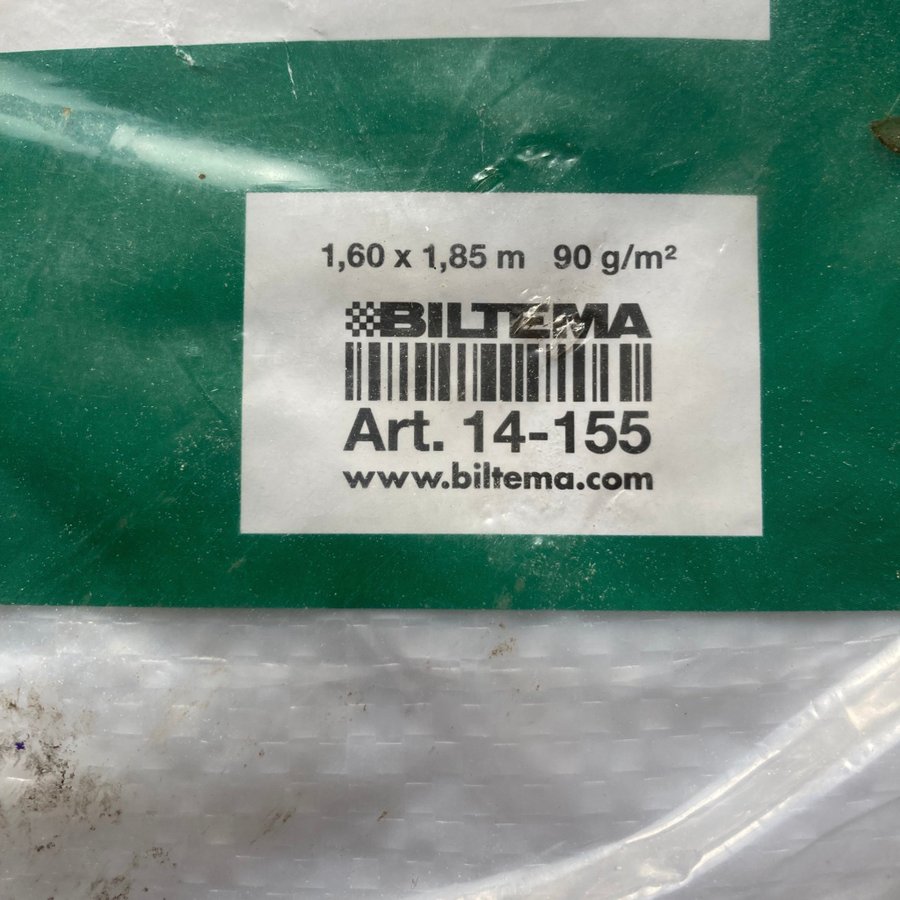 1,60 x 1,85 m 90 g/m²
BILTEMA
Art. 14-155
www.biltema.com